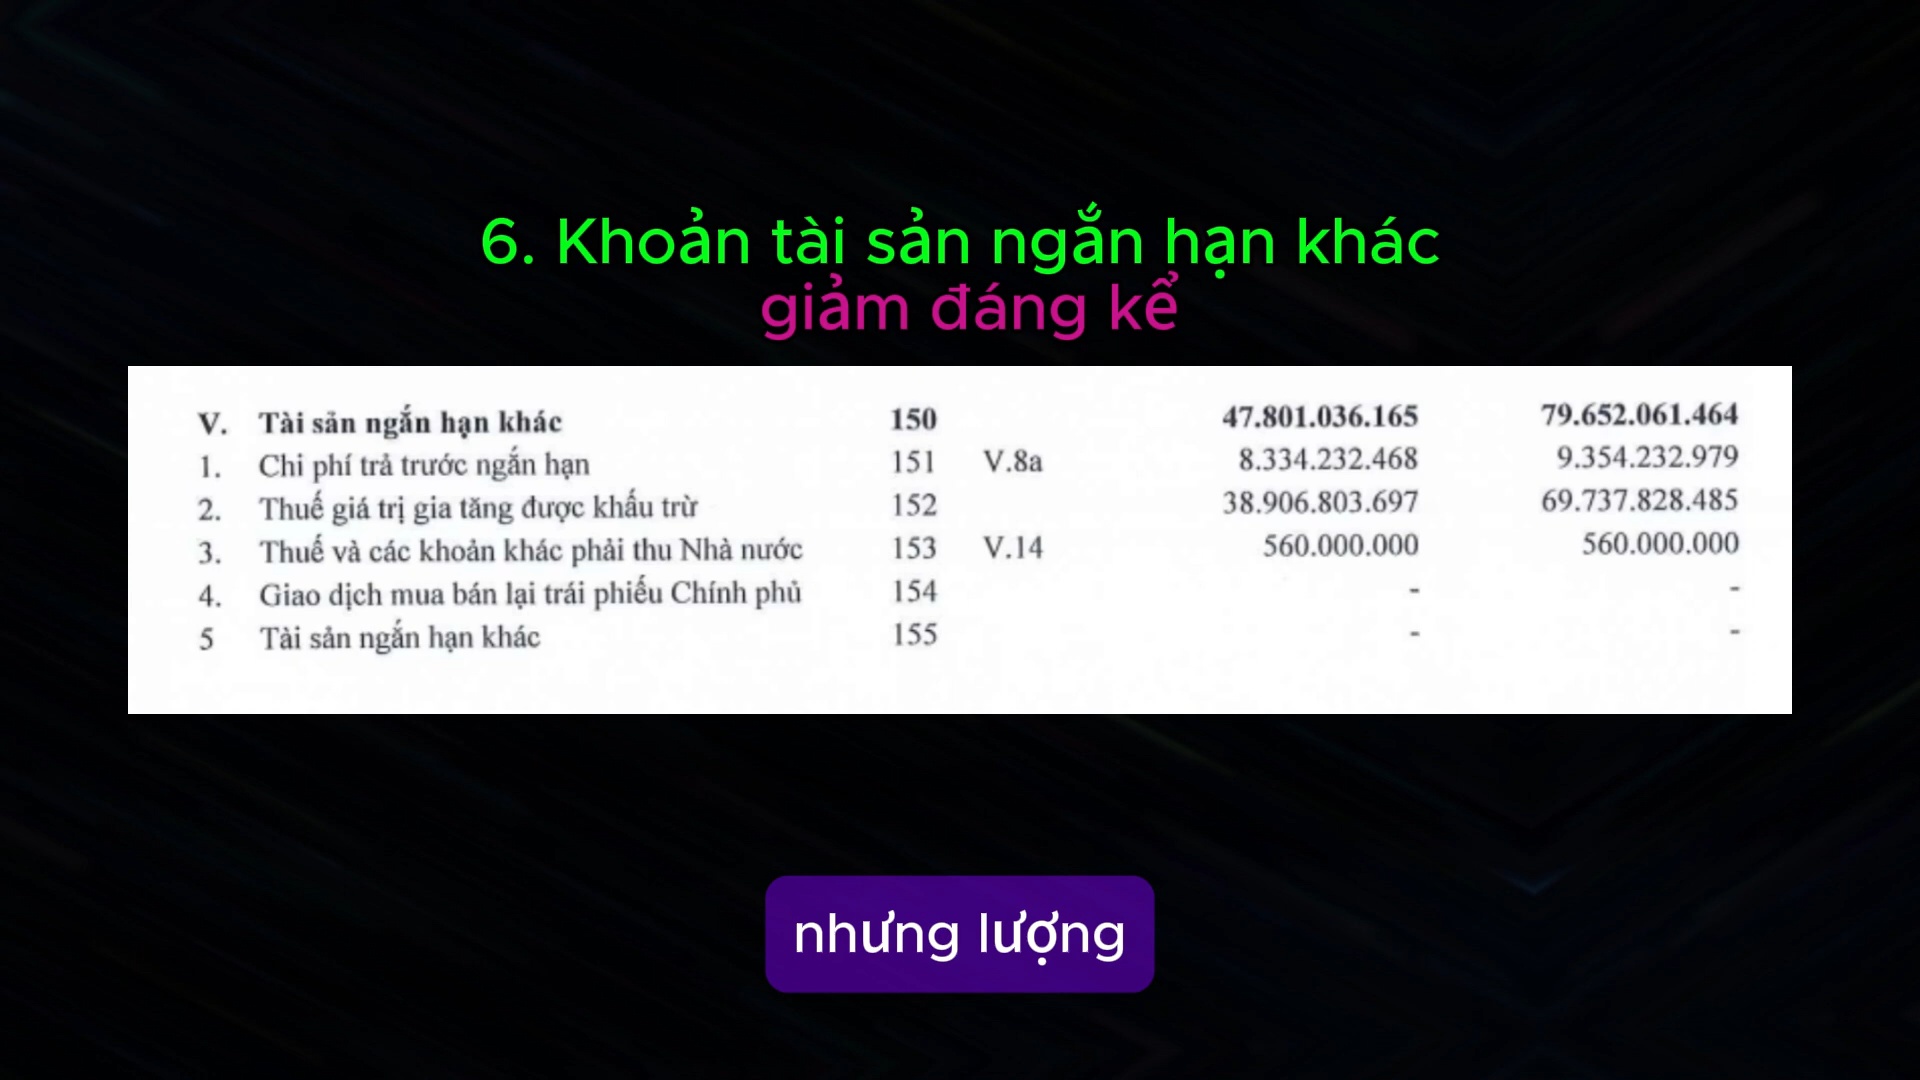 6. Khoản tài sản ngắn hạn khác
giảm đáng kể
V. Tài sản ngắn hạn khác 150 47.801.036.165 79.652.061.464
1. Chi phí trả trước ngắn hạn 151 V.8a 8.334.232.468 9.354.232.979
2. Thuế giá trị gia tăng được khấu trừ 152 38.906.803.697 69.737.828.485
3. Thuế và các khoản khác phải thu Nhà nước 153 V.14 560.000.000 560.000.000
4. Giao dịch mua bán lại trái phiếu Chính phủ 154 - -
5 Tài sản ngắn hạn khác 155 - -
nhưng lượng